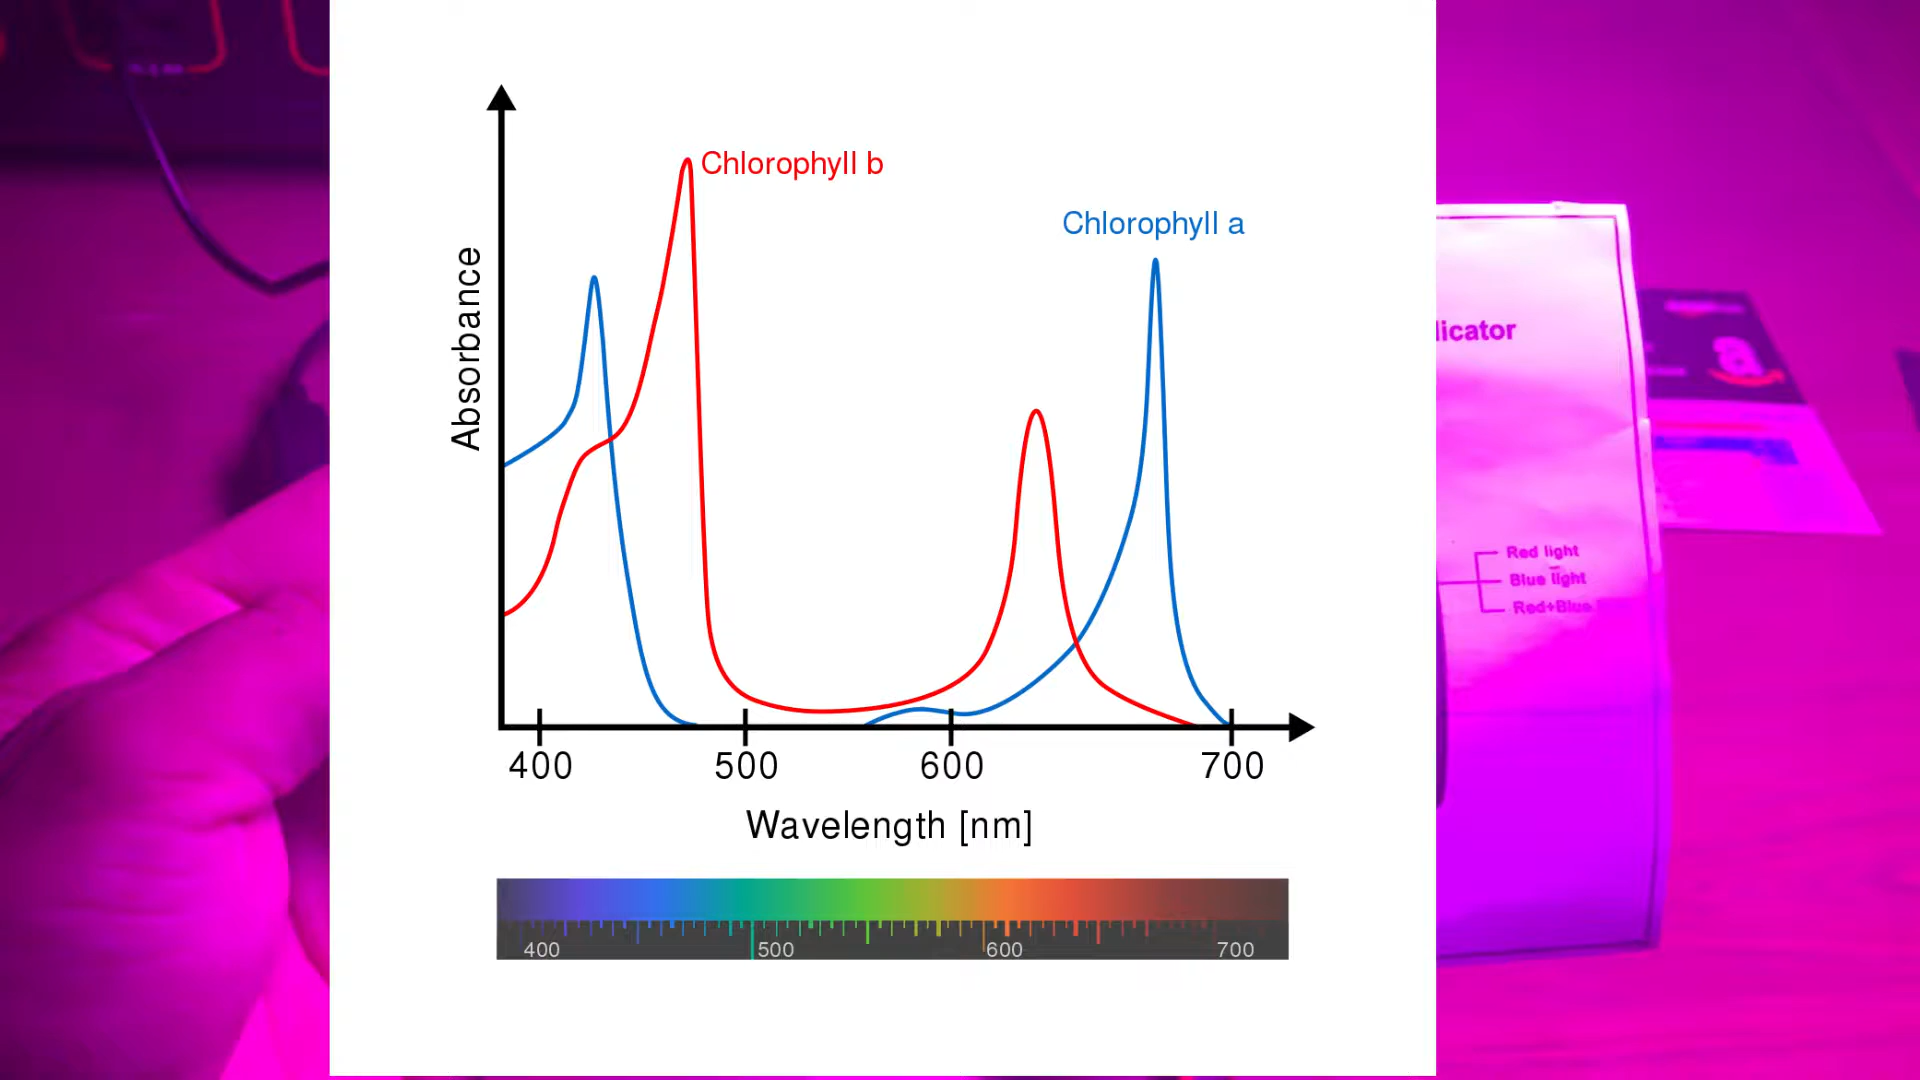 Chlorophyll b
Chlorophyll a
Absorbance
400 500 600 700
Wavelength [nm]
400 500 600 700
licator
Red light
Blue light
Red+Blue